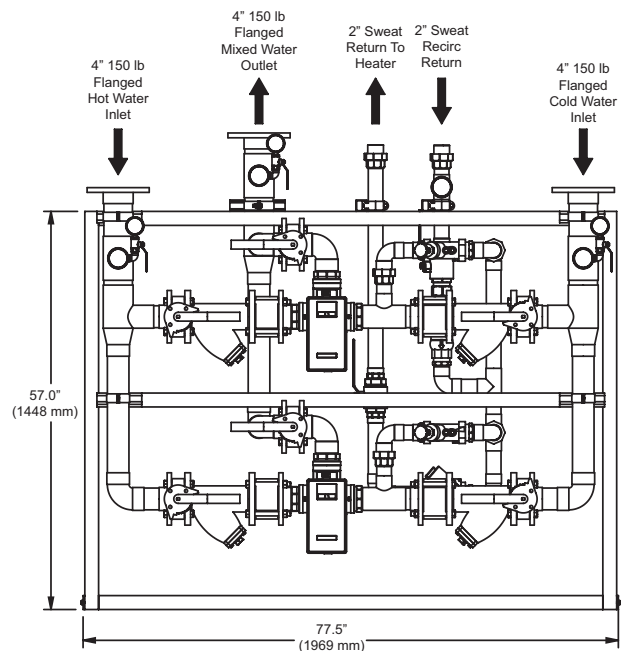 4” 150 lb
Flanged
Hot Water
Inlet
4” 150 lb
Flanged
Mixed Water
Outlet
2” Sweat
Return To
Heater
2” Sweat
Recirc
Return
4” 150 lb
Flanged
Cold Water
Inlet
57.0”
(1448 mm)
77.5”
(1969 mm)